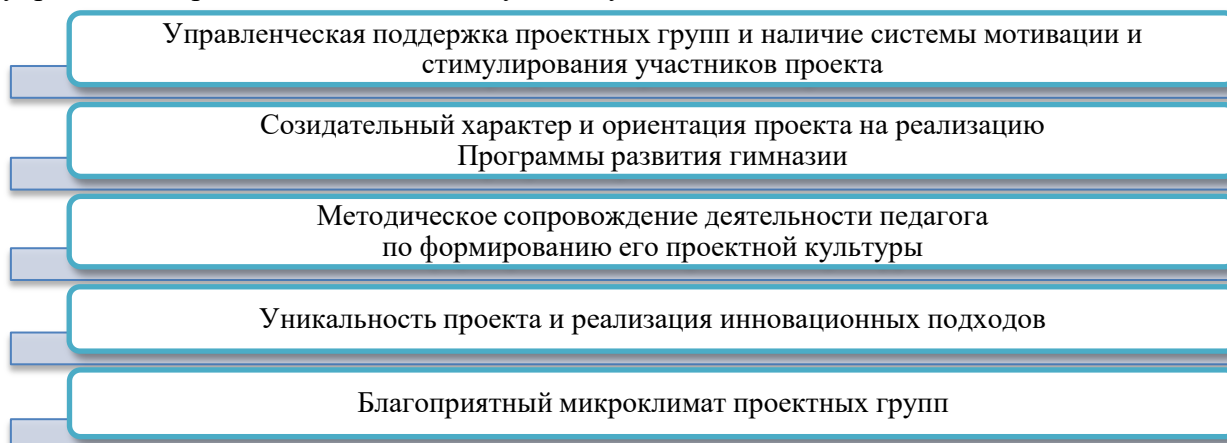 Управленческая поддержка проектных групп и наличие системы мотивации и
стимулирования участников проекта
Созидательный характер и ориентация проекта на реализацию
Программы развития гимназии
Методическое сопровождение деятельности педагога
по формированию его проектной культуры
Уникальность проекта и реализация инновационных подходов
Благоприятный микроклимат проектных групп